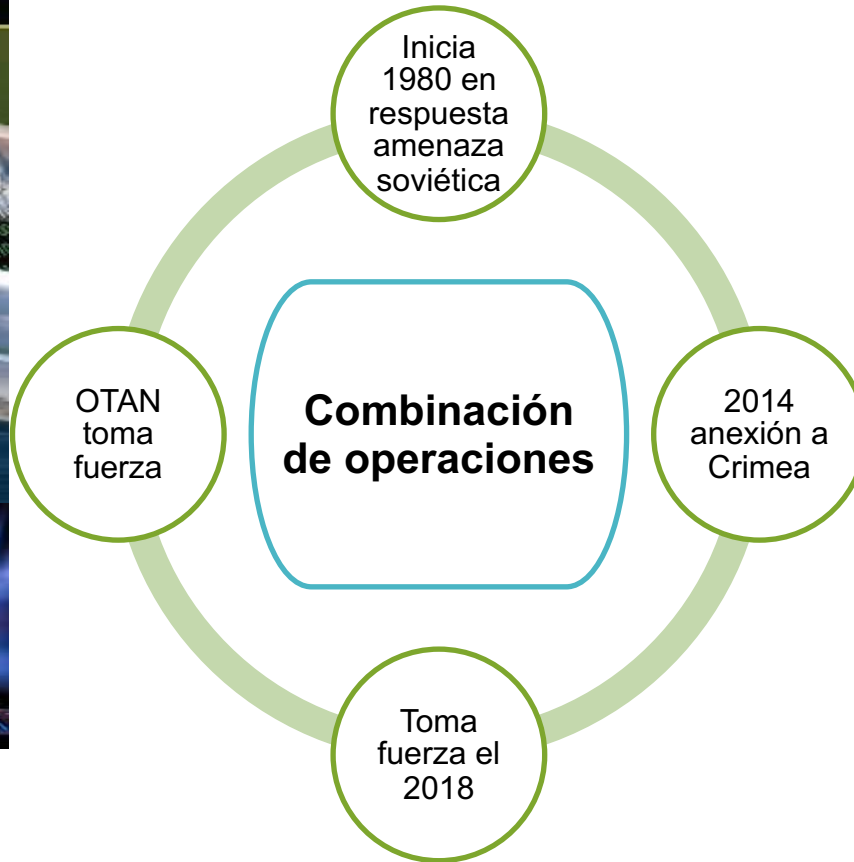 Inicia
1980 en
respuesta
amenaza
soviética
OTAN
toma
fuerza
Combinación
de operaciones
2014
anexión a
Crimea
Toma
fuerza el
2018